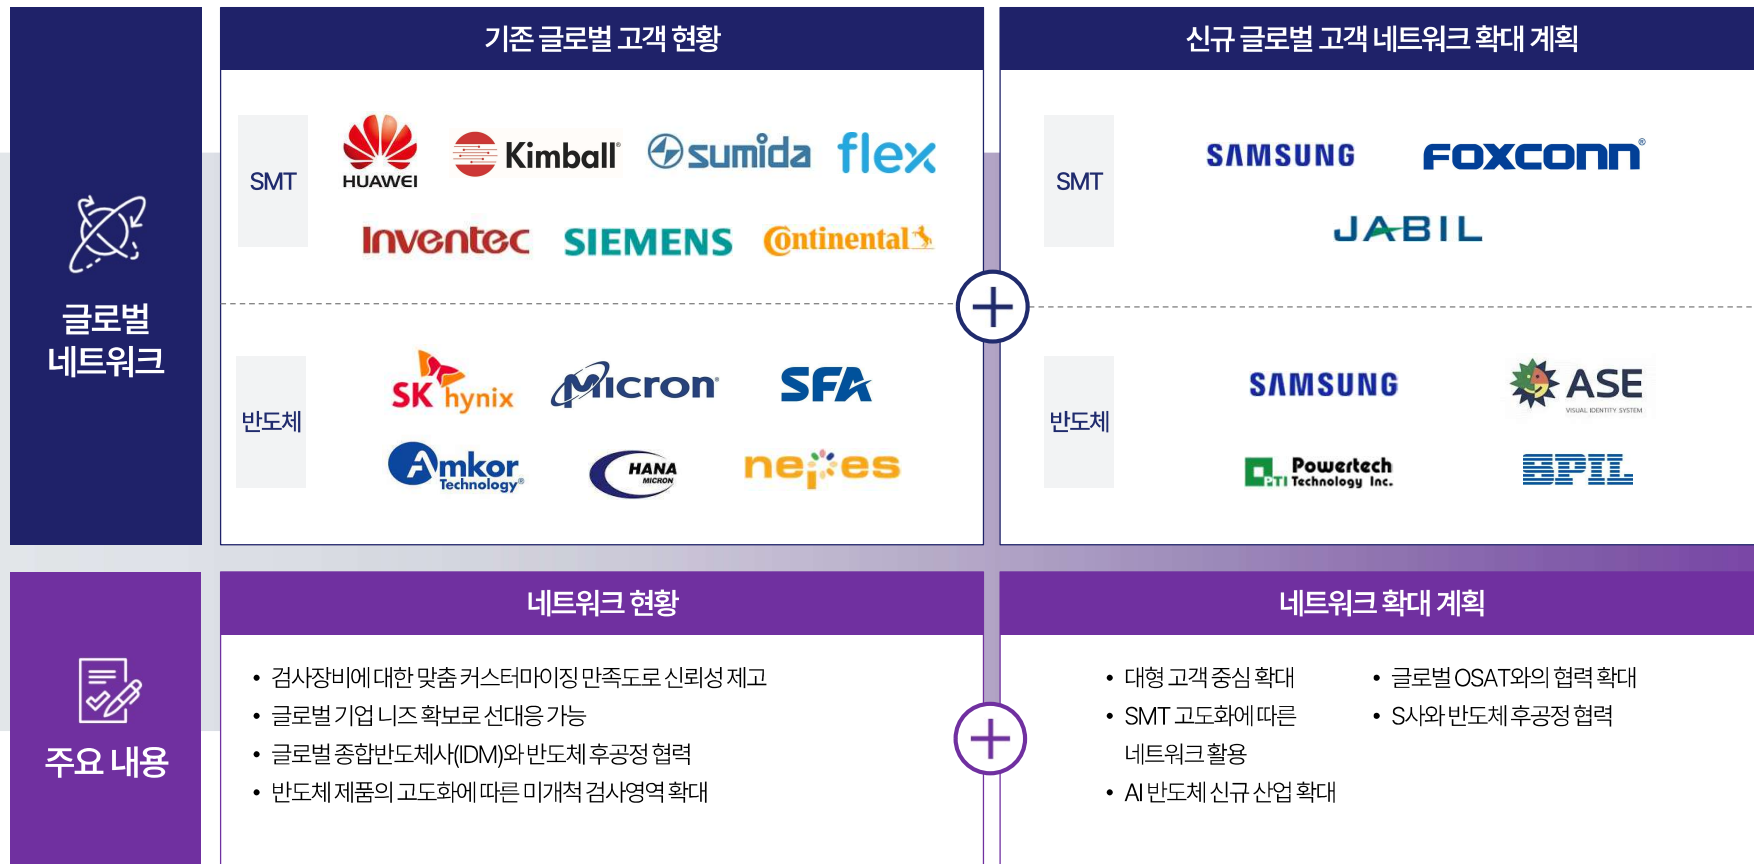 글로벌
네트워크
기존 글로벌 고객 현황
SMT
HUAWEI
Kimball®
sumida
flex
Inventec
SIEMENS
Continental
반도체
SK hynix
Micron®
SFA
Amkor
Technology®
HANA
MICRON
nepes
신규 글로벌 고객 네트워크 확대 계획
SMT
SAMSUNG
FOXCONN®
JABIL
반도체
SAMSUNG
ASE
VISUAL IDENTITY SYSTEM
PTI
Powertech
Technology Inc.
SPIL
주요 내용
네트워크 현황
• 검사장비에 대한 맞춤 커스터마이징 만족도로 신뢰성 제고
• 글로벌 기업 니즈 확보로 선대응 가능
• 글로벌 종합반도체사(IDM)와 반도체 후공정 협력
• 반도체 제품의 고도화에 따른 미개척 검사영역 확대
네트워크 확대 계획
• 대형 고객 중심 확대
• SMT 고도화에 따른
네트워크 활용
• AI 반도체 신규 산업 확대
• 글로벌 OSAT와의 협력 확대
• S사와 반도체 후공정 협력